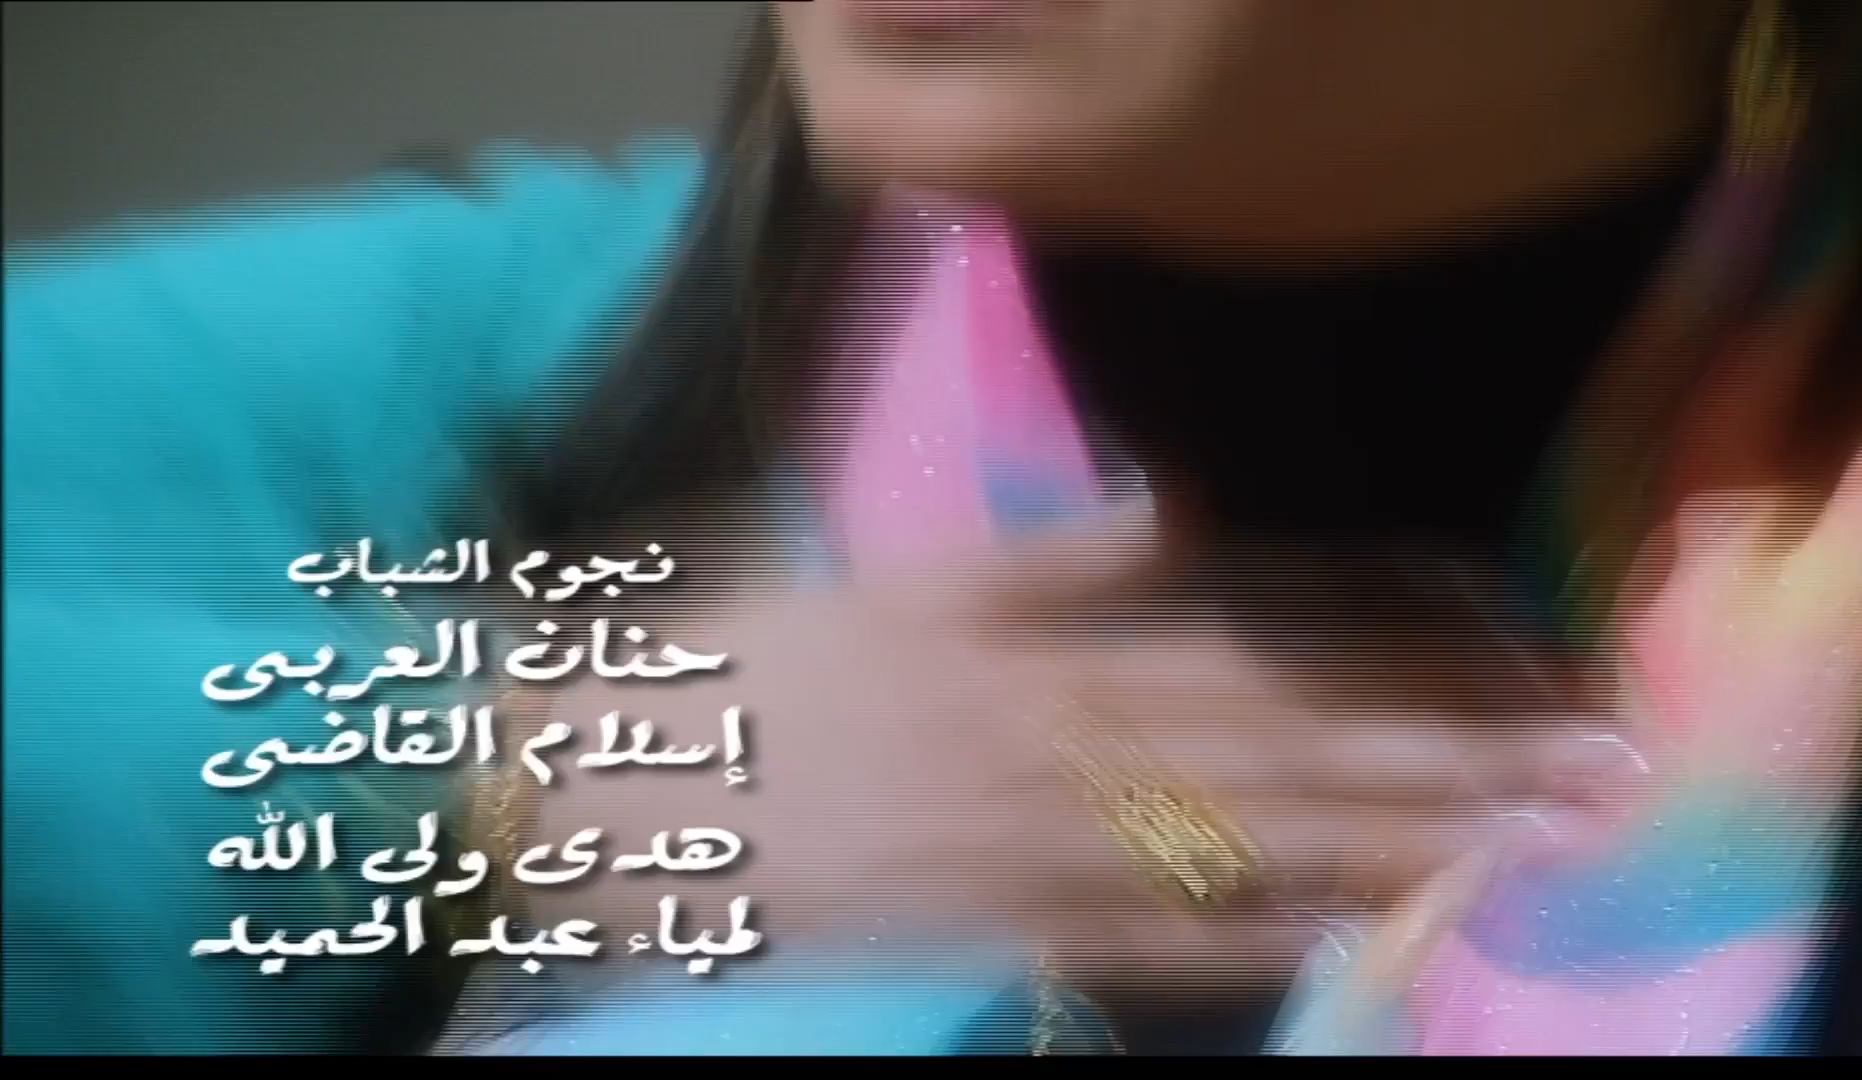 نجوم الشباب
حنان العربى
إسلام القاضى
هدى ولى الله
لمياء عبد الحميد